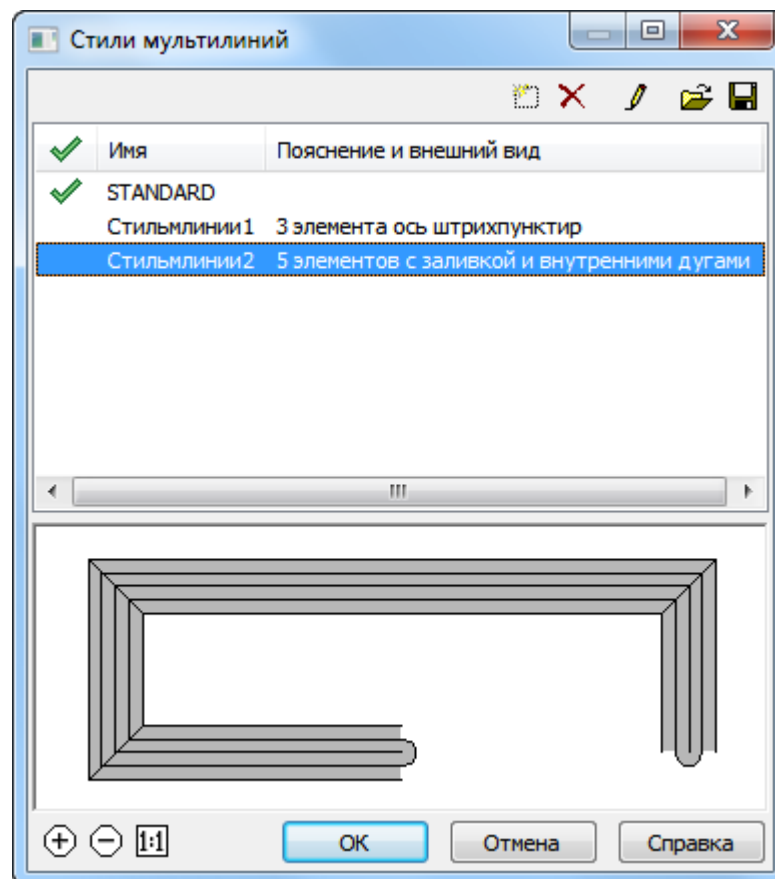 Стили мультилиний
Имя Пояснение и внешний вид
STANDARD
Стильмлинии1 3 элемента ось штрихпунктир
Стильмлинии2 5 элементов с заливкой и внутренними дугами
1:1 ОК Отмена Справка